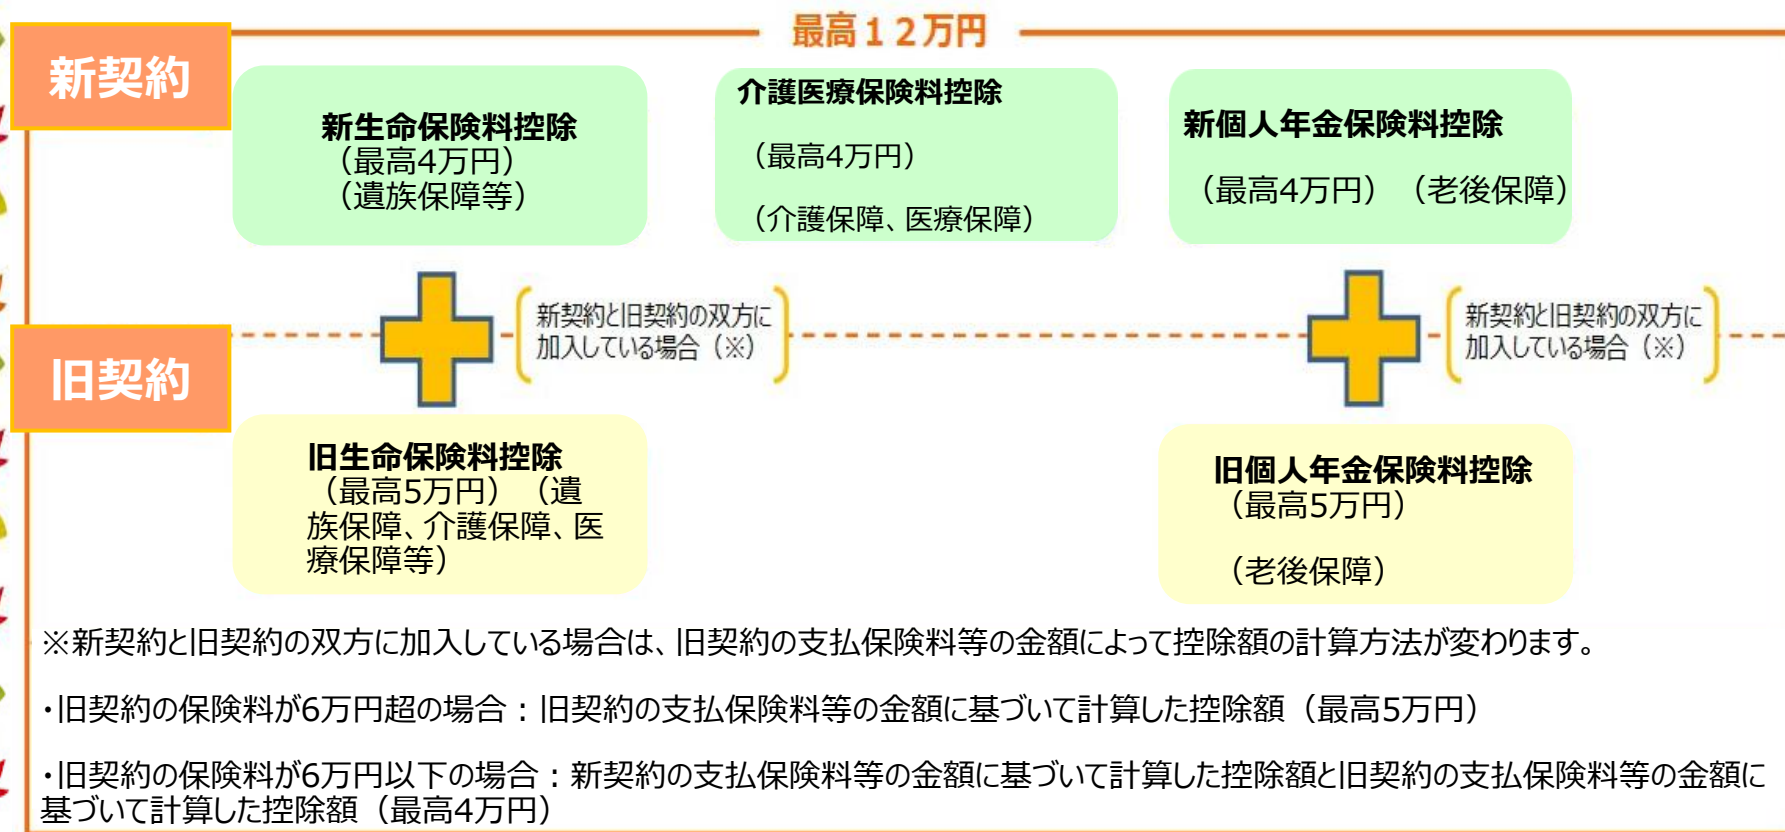 最高１２万円
新契約
新生命保険料控除
（最高4万円）
（遺族保障等）
介護医療保険料控除
（最高4万円）
（介護保障、医療保障）
新個人年金保険料控除
（最高4万円）（老後保障）
新契約と旧契約の双方に
加入している場合（※）
新契約と旧契約の双方に
加入している場合（※）
旧契約
旧生命保険料控除
（最高5万円）（遺
族保障、介護保障、医
療保障等）
旧個人年金保険料控除
（最高5万円）
（老後保障）
※新契約と旧契約の双方に加入している場合は、旧契約の支払保険料等の金額によって控除額の計算方法が変わります。
・旧契約の保険料が6万円超の場合：旧契約の支払保険料等の金額に基づいて計算した控除額（最高5万円）
・旧契約の保険料が6万円以下の場合：新契約の支払保険料等の金額に基づいて計算した控除額と旧契約の支払保険料等の金額に
基づいて計算した控除額（最高4万円）